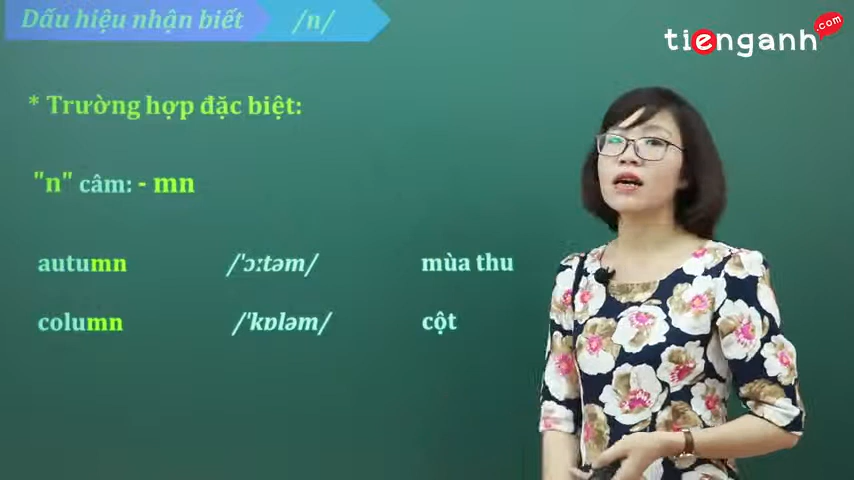 Dấu hiệu nhận biết /n/
tienganh.com
* Trường hợp đặc biệt:
"n" câm: - mn
autumn /'ɔ:təm/ mùa thu
column /'kɒləm/ cột